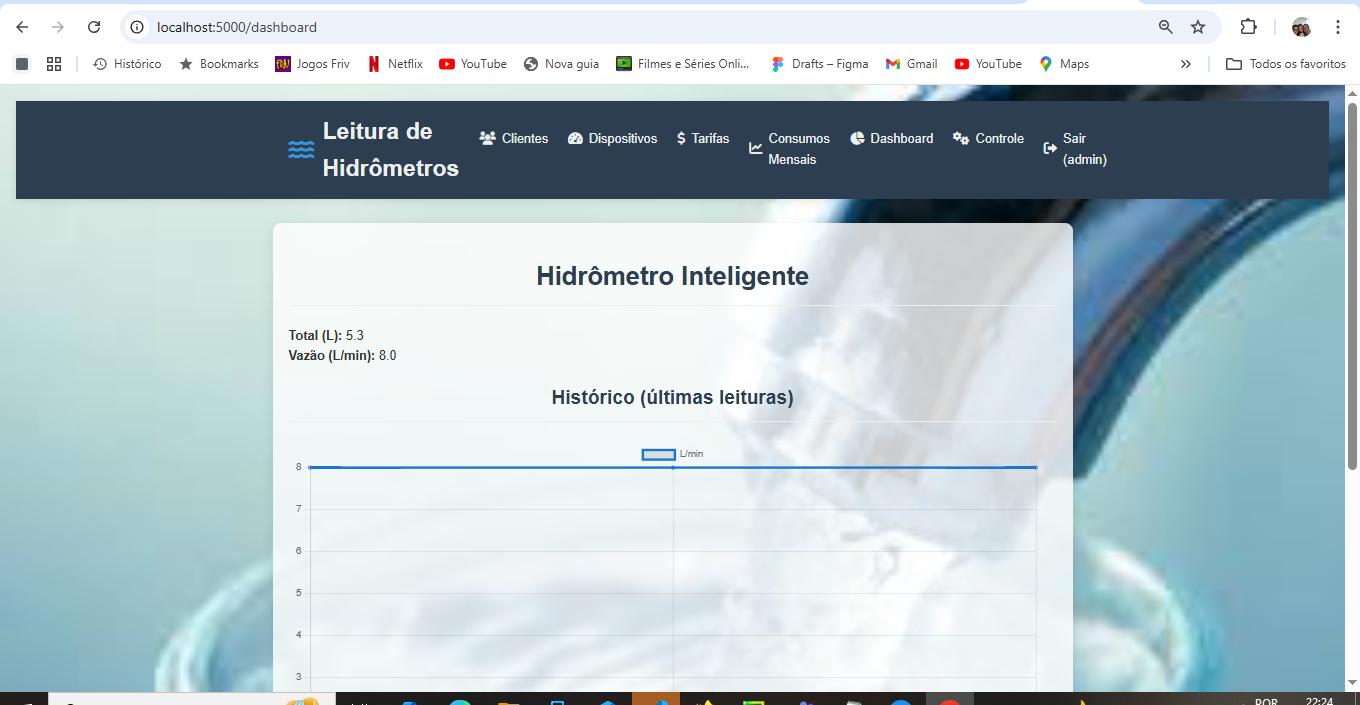 localhost:5000/dashboard
Histórico Bookmarks Jogos Friv Netflix YouTube Nova guia Filmes e Séries Onli... Drafts – Figma Gmail YouTube Maps » Todos os favoritos
Leitura de Hidrômetros
Clientes Dispositivos $ Tarifas Consumos Mensais Dashboard Controle Sair (admin)
Hidrômetro Inteligente
Total (L): 5.3
Vazão (L/min): 8.0
Histórico (últimas leituras)
L/min
8
7
6
5
4
3
POR 22:24